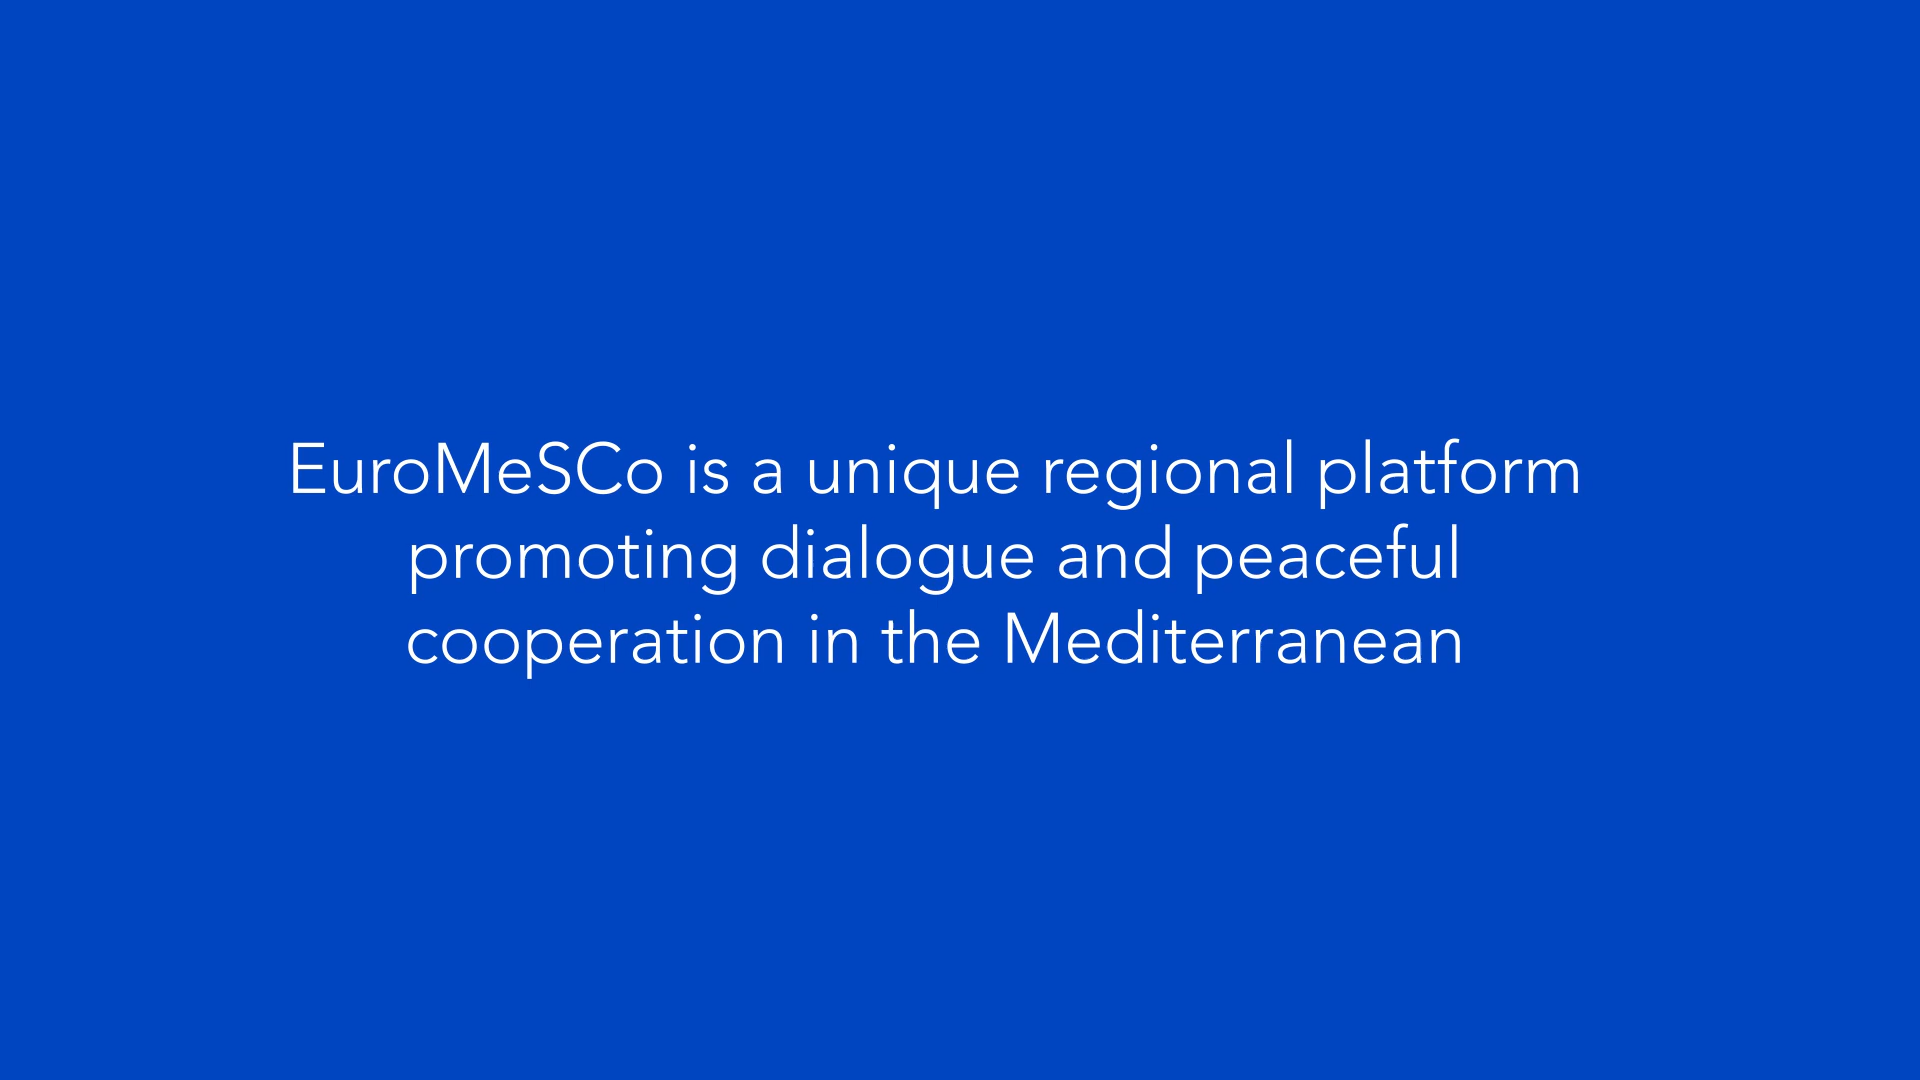 EuroMeSCo is a unique regional platform
promoting dialogue and peaceful
cooperation in the Mediterranean